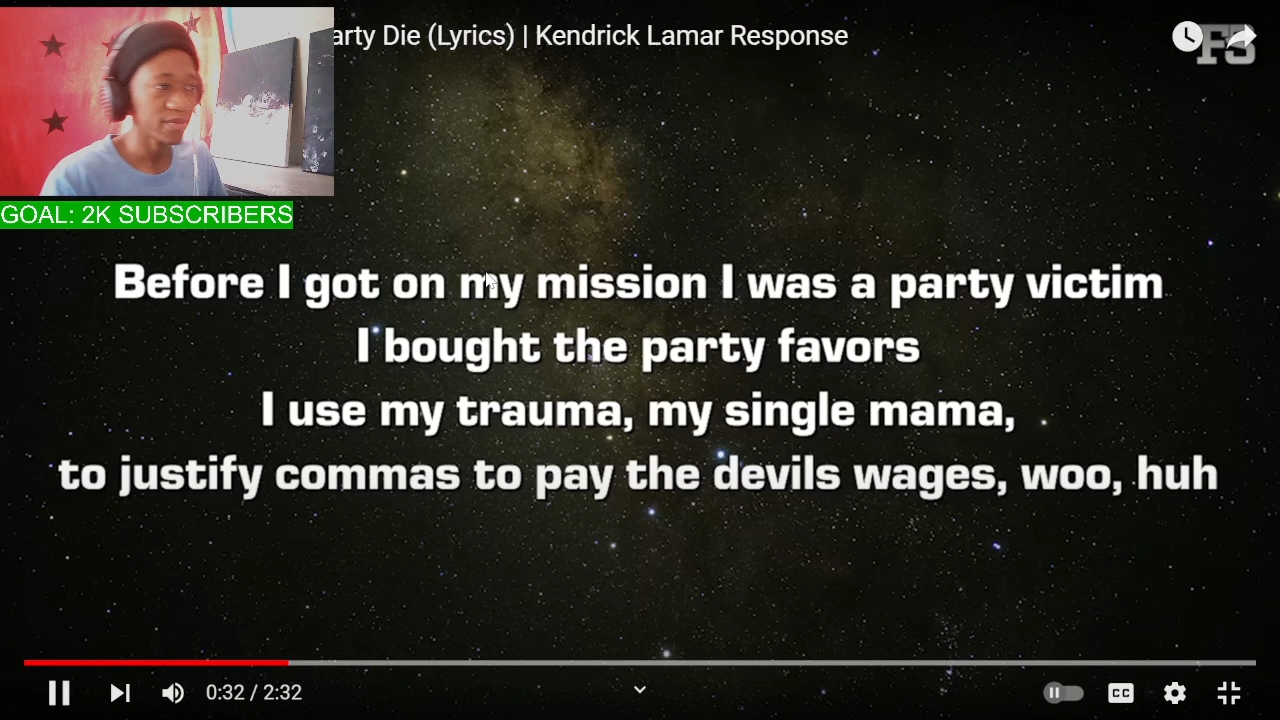 arty Die (Lyrics) | Kendrick Lamar Response
GOAL: 2K SUBSCRIBERS
Before I got on my mission I was a party victim
I bought the party favors
I use my trauma, my single mama,
to justify commas to pay the devils wages, woo, huh
0:32 / 2:32
CC